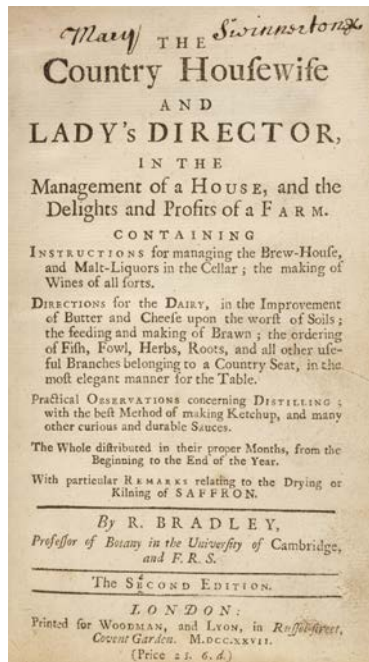 Mary Swinnerton
THE
Country Houſewife
AND
LADY's DIRECTOR,
IN THE
Management of a HOUSE, and the
Delights and Profits of a FARM.
CONTAINING
INSTRUCTIONS for managing the Brew-Houſe,
and Malt-Liquors in the Cellar; the making of
Wines of all ſorts.
DIRECTIONS for the DAIRY, in the Improvement
of Butter and Cheeſe upon the worſt of Soils;
the feeding and making of Brawn; the ordering
of Fiſh, Fowl, Herbs, Roots, and all other uſe-
ful Branches belonging to a Country Seat, in the
moſt elegant manner for the Table.
Practical OBSERVATIONS concerning DISTILLING;
with the beſt Method of making Ketchup, and many
other curious and durable Sauces.
The Whole diſtributed in their proper Months, from the
Beginning to the End of the Year.
With particular REMARKS relating to the Drying or
Kilning of SAFFRON.
By R. BRADLEY,
Profeſſor of Botany in the Univerſity of Cambridge,
and F. R. S.
The SECOND EDITION.
LONDON:
Printed for WOODMAN, and LYON, in Ruſſel-ſtreet,
Covent Garden. M.DCC.XXVII.
(Price 2 s. 6. d.)